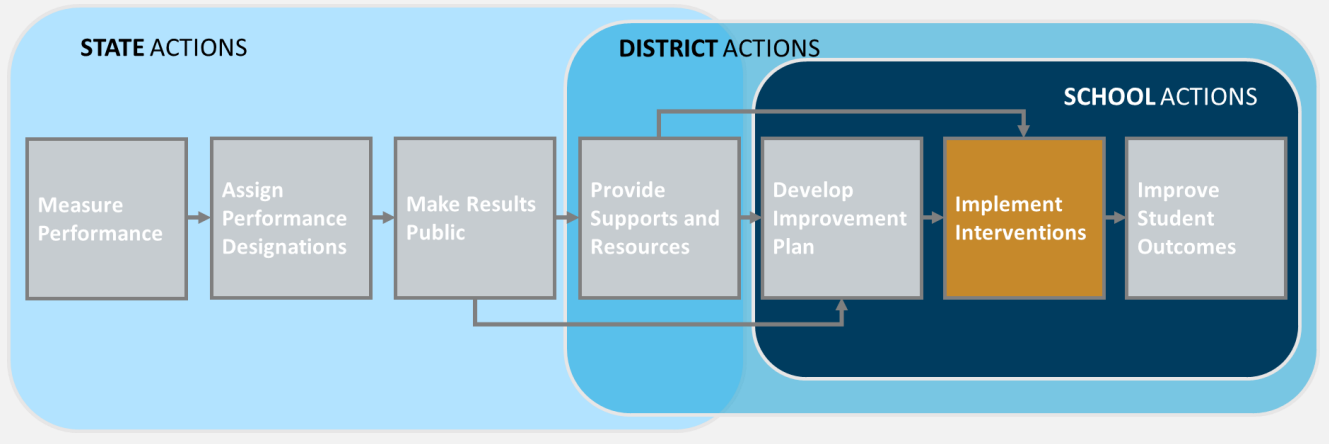 STATE ACTIONS
DISTRICT ACTIONS
SCHOOL ACTIONS
Measure
Performance
Assign
Performance
Designations
Make Results
Public
Provide
Supports and
Resources
Develop
Improvement
Plan
Implement
Interventions
Improve
Student
Outcomes